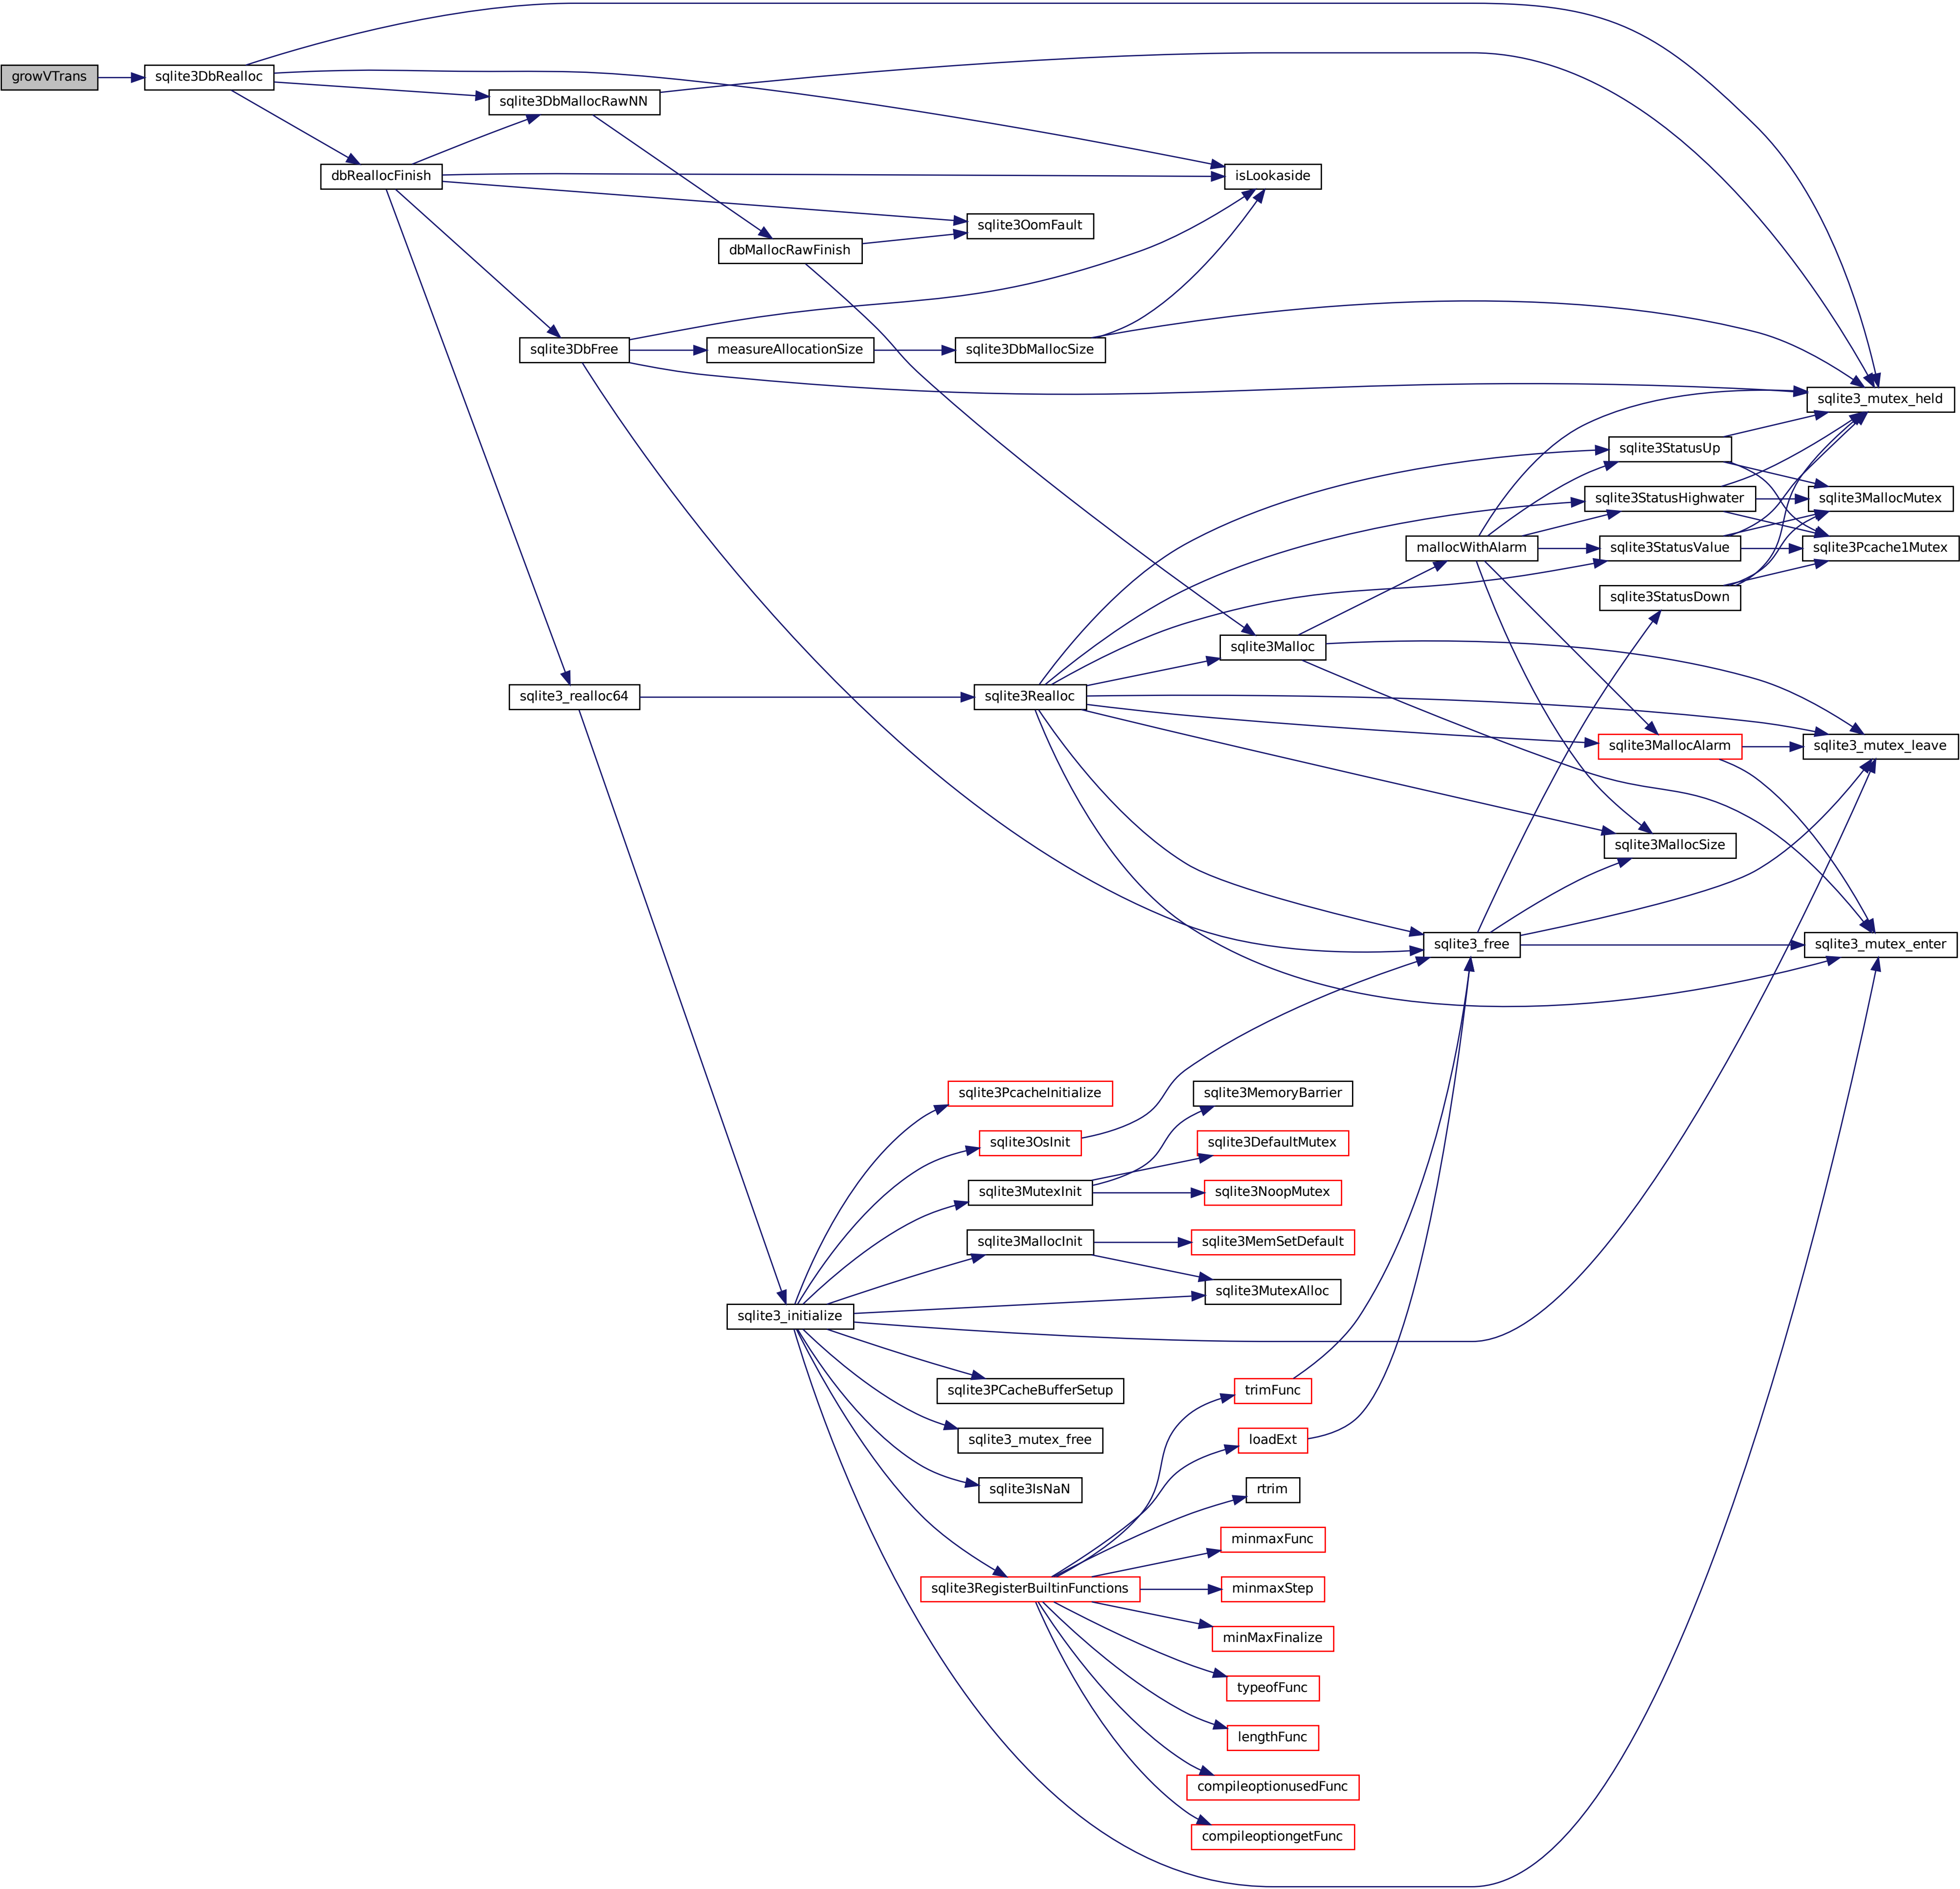 growVTrans
sqlite3DbRealloc
sqlite3DbMallocRawNN
dbReallocFinish
isLookaside
sqlite3OomFault
dbMallocRawFinish
sqlite3DbFree
measureAllocationSize
sqlite3DbMallocSize
sqlite3_mutex_held
sqlite3StatusUp
sqlite3StatusHighwater
sqlite3MallocMutex
mallocWithAlarm
sqlite3StatusValue
sqlite3Pcache1Mutex
sqlite3StatusDown
sqlite3Malloc
sqlite3_realloc64
sqlite3Realloc
sqlite3MallocAlarm
sqlite3_mutex_leave
sqlite3MallocSize
sqlite3_free
sqlite3_mutex_enter
sqlite3PcacheInitialize
sqlite3MemoryBarrier
sqlite3OsInit
sqlite3DefaultMutex
sqlite3MutexInit
sqlite3NoopMutex
sqlite3MallocInit
sqlite3MemSetDefault
sqlite3MutexAlloc
sqlite3_initialize
sqlite3PCacheBufferSetup
trimFunc
sqlite3_mutex_free
loadExt
sqlite3IsNaN
rtrim
minmaxFunc
sqlite3RegisterBuiltinFunctions
minmaxStep
minMaxFinalize
typeofFunc
lengthFunc
compileoptionusedFunc
compileoptiongetFunc